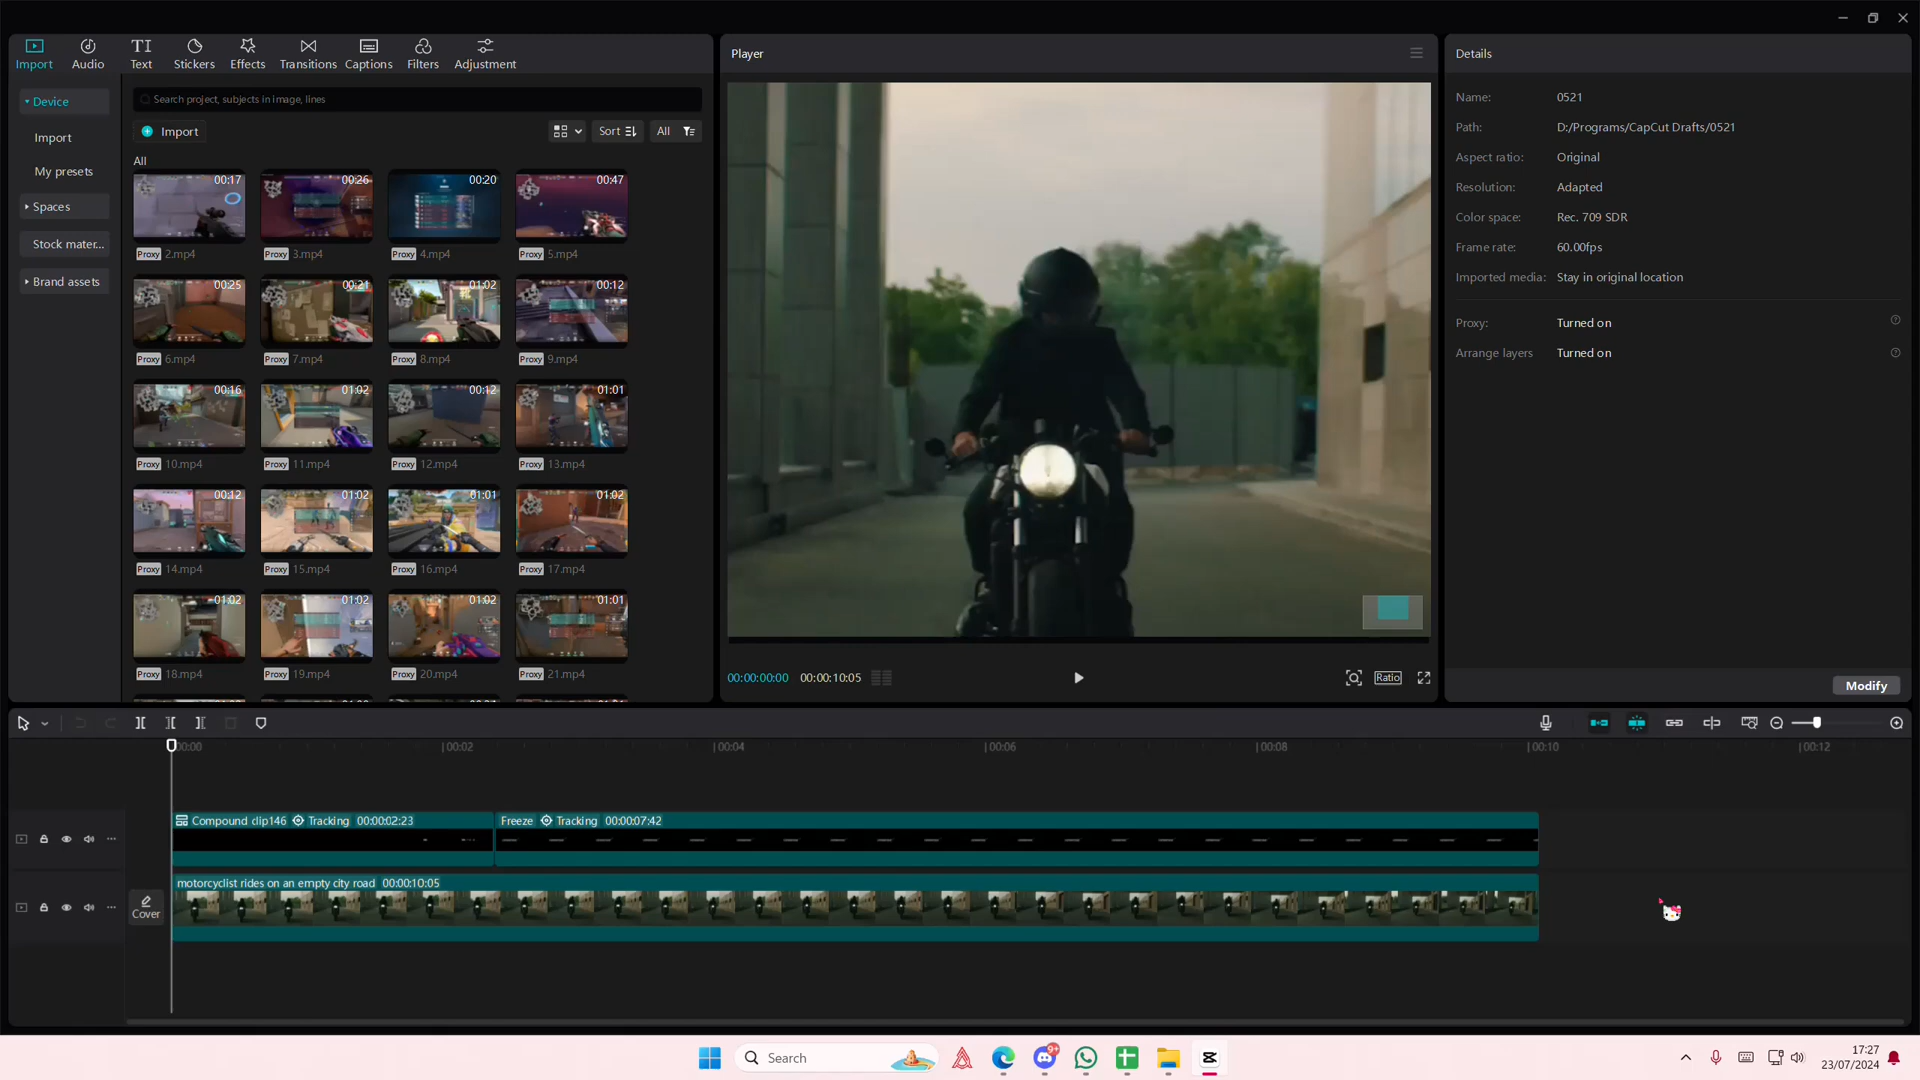 Import
Audio
Text
Stickers
Effects
Transitions
Captions
Filters
Adjustment
Device
Import
My presets
Spaces
Stock mater...
Brand assets
Search project, subjects in image, lines
Import
Sort
All
All
00:17
00:26
00:20
00:47
Proxy 2.mp4
Proxy 3.mp4
Proxy 4.mp4
Proxy 5.mp4
00:25
00:21
01:02
00:12
Proxy 6.mp4
Proxy 7.mp4
Proxy 8.mp4
Proxy 9.mp4
00:16
01:02
00:12
01:01
Proxy 10.mp4
Proxy 11.mp4
Proxy 12.mp4
Proxy 13.mp4
00:12
01:02
01:01
01:02
Proxy 14.mp4
Proxy 15.mp4
Proxy 16.mp4
Proxy 17.mp4
01:02
01:02
01:02
01:01
Proxy 18.mp4
Proxy 19.mp4
Proxy 20.mp4
Proxy 21.mp4
Player
00:00:00:00
00:00:10:05
Ratio
Details
Name: 0521
Path: D:/Programs/CapCut Drafts/0521
Aspect ratio: Original
Resolution: Adapted
Color space: Rec. 709 SDR
Frame rate: 60.00fps
Imported media: Stay in original location
Proxy: Turned on
Arrange layers Turned on
Modify
00:00
00:02
00:04
00:06
00:08
00:10
00:12
Compound clip146 Tracking 00:00:02:23
Freeze Tracking 00:00:07:42
motorcyclist rides on an empty city road 00:00:10:05
Cover
Search
9+
17:27
23/07/2024